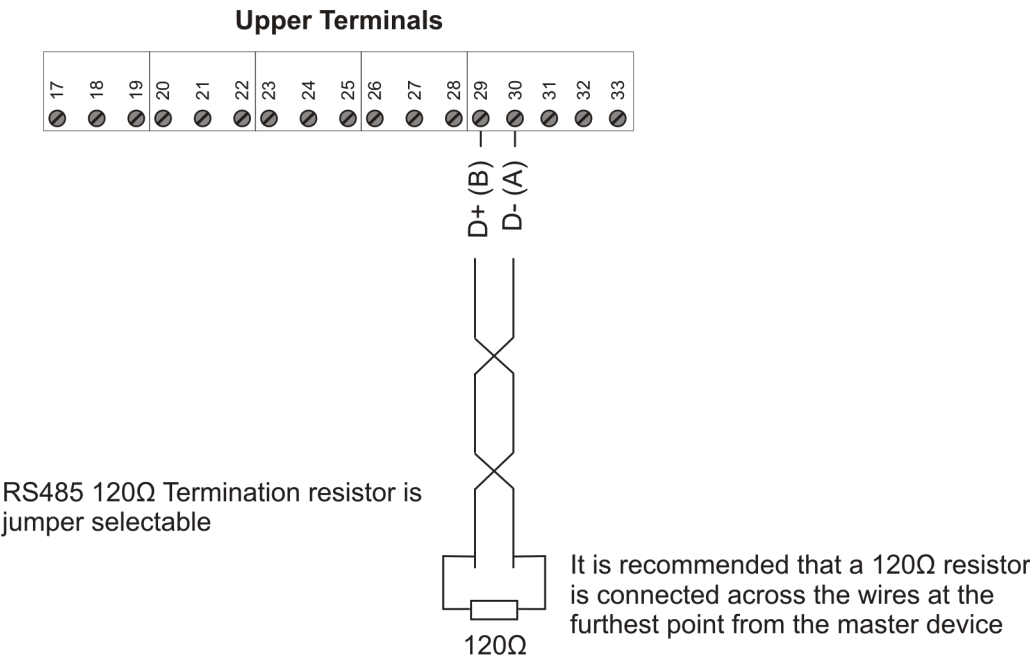 Upper Terminals
17 18 19 20 21 22 23 24 25 26 27 28 29 30 31 32 33
D+ (B)
D- (A)
RS485 120Ω Termination resistor is
jumper selectable
It is recommended that a 120Ω resistor
is connected across the wires at the
furthest point from the master device
120Ω